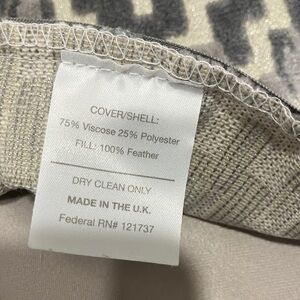 COVER/SHELL:
75% Viscose 25% Polyester
FILL: 100% Feather
DRY CLEAN ONLY
MADE IN THE U.K.
Federal RN# 121737